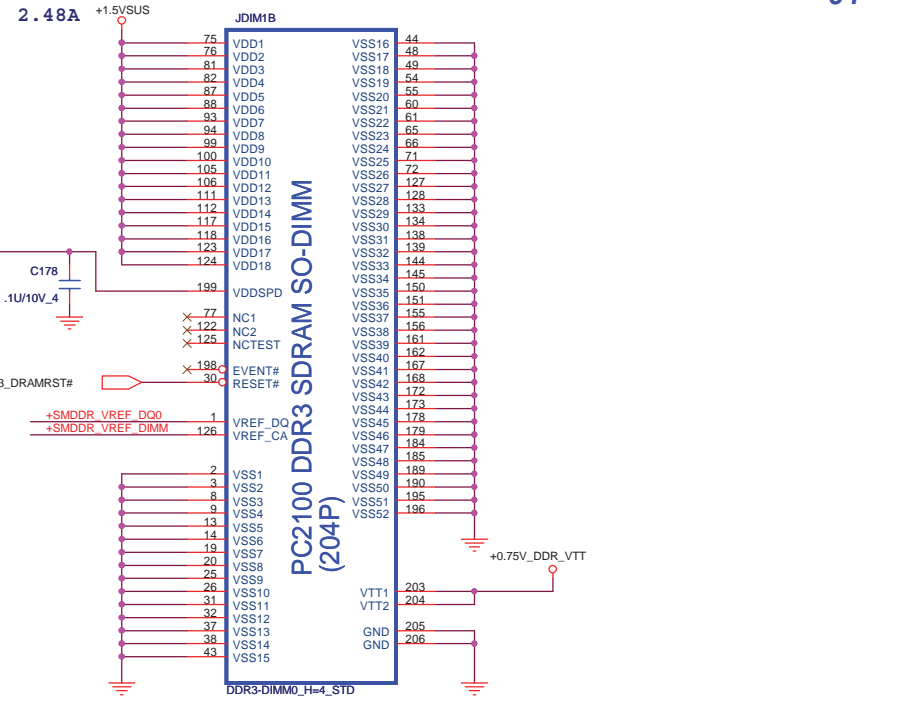 2.48A
+1.5VSUS
JDIM1B
75 VDD1
76 VDD2
81 VDD3
82 VDD4
87 VDD5
88 VDD6
93 VDD7
94 VDD8
99 VDD9
100 VDD10
105 VDD11
106 VDD12
111 VDD13
112 VDD14
117 VDD15
118 VDD16
123 VDD17
124 VDD18
C178
.1U/10V_4
199 VDDSPD
77 NC1
122 NC2
125 NCTEST
198 EVENT#
_DRAMRST#
30 RESET#
+SMDDR_VREF_DQ0
1 VREF_DQ
+SMDDR_VREF_DIMM
126 VREF_CA
2 VSS1
3 VSS2
8 VSS3
9 VSS4
13 VSS5
14 VSS6
19 VSS7
20 VSS8
25 VSS9
26 VSS10
31 VSS11
32 VSS12
37 VSS13
38 VSS14
43 VSS15
PC2100 DDR3 SDRAM SO-DIMM
(204P)
VSS16 44
VSS17 48
VSS18 49
VSS19 54
VSS20 55
VSS21 60
VSS22 61
VSS23 65
VSS24 66
VSS25 71
VSS26 72
VSS27 127
VSS28 128
VSS29 133
VSS30 134
VSS31 138
VSS32 139
VSS33 144
VSS34 145
VSS35 150
VSS36 151
VSS37 155
VSS38 156
VSS39 161
VSS40 162
VSS41 167
VSS42 168
VSS43 172
VSS44 173
VSS45 178
VSS46 179
VSS47 184
VSS48 185
VSS49 189
VSS50 190
VSS51 195
VSS52 196
+0.75V_DDR_VTT
VTT1 203
VTT2 204
GND 205
GND 206
DDR3-DIMM0_H=4_STD